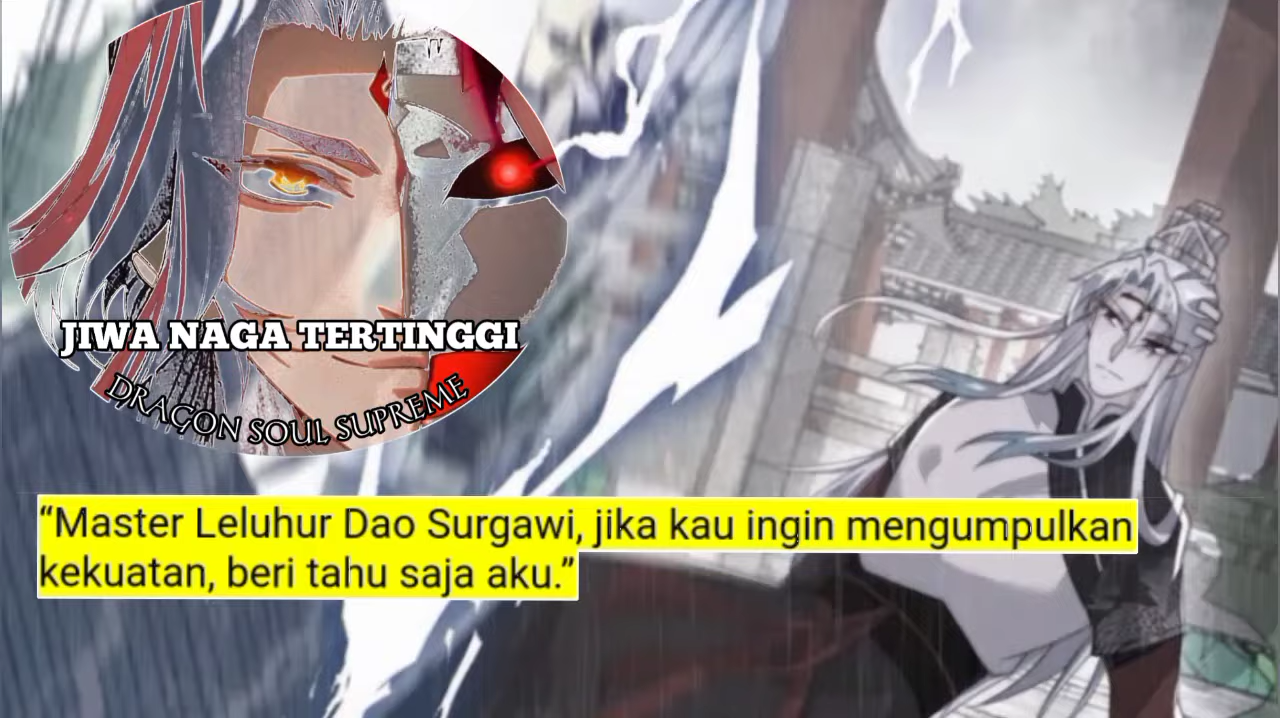 JIWA NAGA TERTINGGI
DRAGON SOUL SUPREME
“Master Leluhur Dao Surgawi, jika kau ingin mengumpulkan
kekuatan, beri tahu saja aku.”